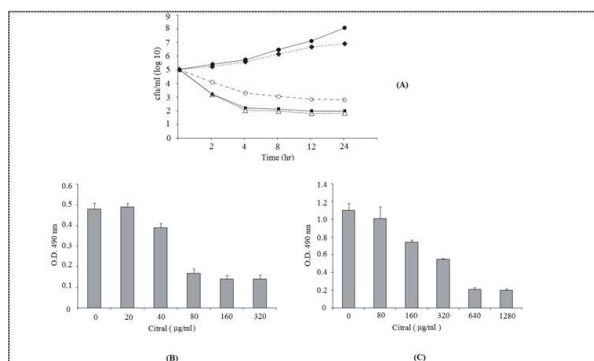 9
8
7
6
5
4
3
2
1
0
cfu/ml (log 10)
2 4 8 12 24
Time (hr)
(A)
0.6
0.5
0.4
0.3
0.2
0.1
0.0
O.D. 490 nm
0 20 40 80 160 320
Citral ( µg/ml )
(B)
1.4
1.2
1.0
0.8
0.6
0.4
0.2
0.0
O.D. 490 nm
0 80 160 320 640 1280
Citral ( µg/ml )
(C)